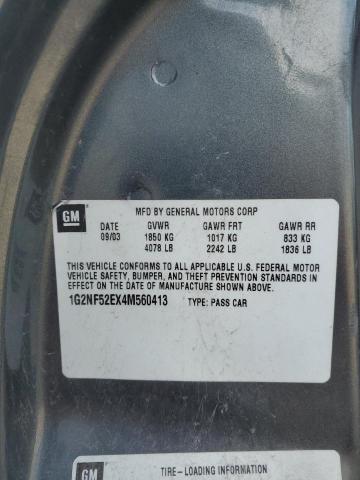 GM
MFD BY GENERAL MOTORS CORP
DATE GVWR GAWR FRT GAWR RR
09/03 1850 KG 1017 KG 833 KG
4078 LB 2242 LB 1836 LB
THIS VEHICLE CONFORMS TO ALL APPLICABLE U.S. FEDERAL MOTOR
VEHICLE SAFETY, BUMPER, AND THEFT PREVENTION STANDARDS IN
EFFECT ON THE DATE OF MANUFACTURE SHOWN ABOVE.
1G2NF52EX4M560413 TYPE: PASS CAR
GM
TIRE-LOADING INFORMATION